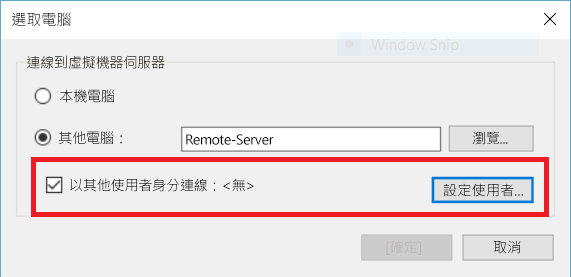 選取電腦
Window Snip
連線到虛擬機器伺服器
本機電腦
其他電腦：
Remote-Server
瀏覽...
以其他使用者身分連線：<無>
設定使用者...
[確定]
取消